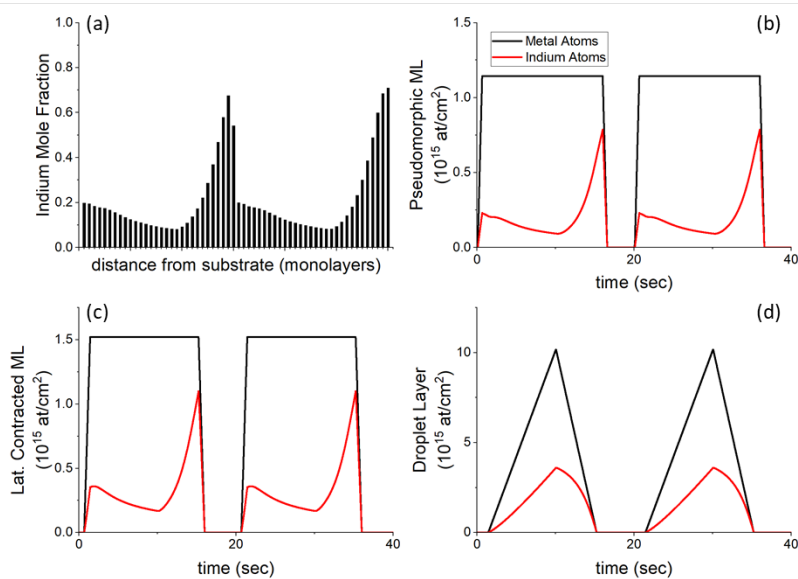 (a)
Indium Mole Fraction
1.0
0.8
0.6
0.4
0.2
0.0
distance from substrate (monolayers)
(b)
Metal Atoms
Indium Atoms
Pseudomorphic ML
(10¹⁵ at/cm²)
1.5
1.0
0.5
0.0
0
20
40
time (sec)
(c)
Lat. Contracted ML
(10¹⁵ at/cm²)
1.5
1.0
0.5
0.0
0
20
40
time (sec)
(d)
Droplet Layer
(10¹⁵ at/cm²)
10
5
0
0
20
40
time (sec)